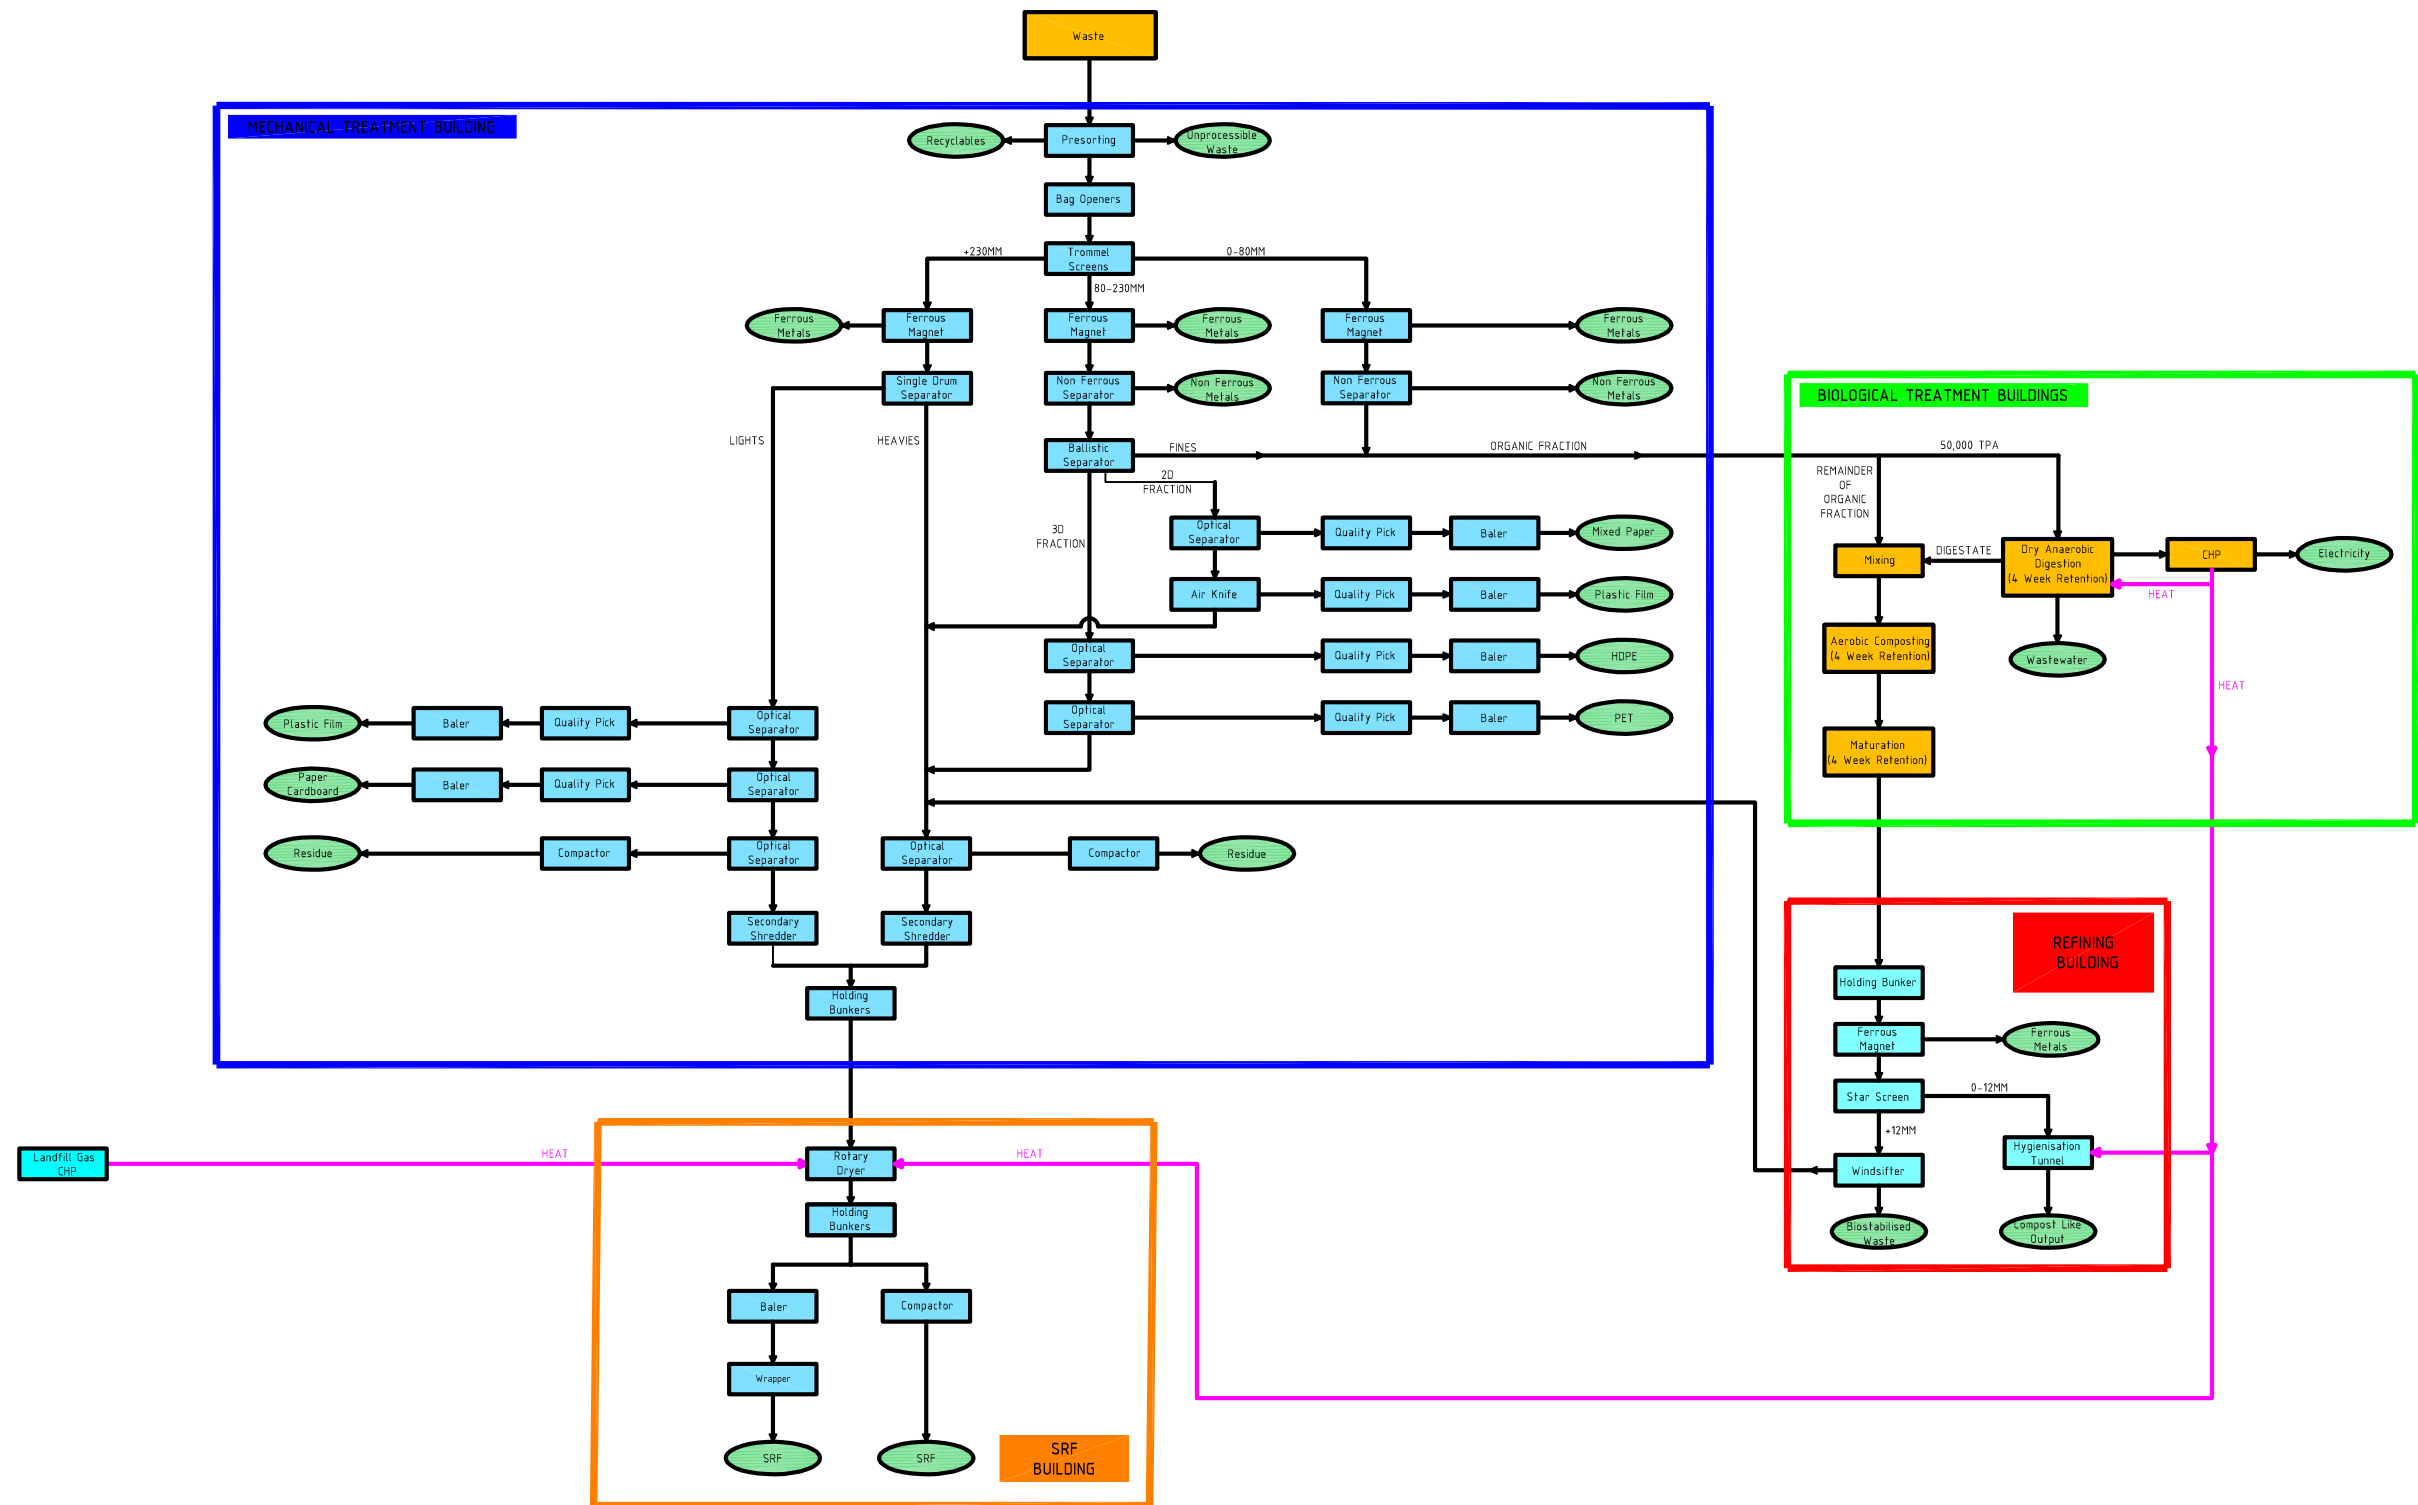 Waste
MECHANICAL TREATMENT BUILDING
Recyclables
Presorting
Unprocessible
Waste
Bag Openers
+230MM
Trommel
Screens
0-80MM
80-230MM
Ferrous
Metals
Ferrous
Magnet
Ferrous
Magnet
Ferrous
Metals
Ferrous
Magnet
Ferrous
Metals
Single Drum
Separator
Non Ferrous
Separator
Non Ferrous
Metals
Non Ferrous
Separator
Non Ferrous
Metals
BIOLOGICAL TREATMENT BUILDINGS
LIGHTS
HEAVIES
Ballistic
Separator
FINES
ORGANIC FRACTION
50,000 TPA
REMAINDER
OF
ORGANIC
FRACTION
2D
FRACTION
3D
FRACTION
Optical
Separator
Quality Pick
Baler
Mixed Paper
Mixing
DIGESTATE
Dry Anaerobic
Digestion
(4 Week Retention)
CHP
Electricity
HEAT
Air Knife
Quality Pick
Baler
Plastic Film
Optical
Separator
Quality Pick
Baler
HDPE
Aerobic Composting
(4 Week Retention)
Wastewater
HEAT
Plastic Film
Baler
Quality Pick
Optical
Separator
Optical
Separator
Quality Pick
Baler
PET
Maturation
(4 Week Retention)
Paper
Cardboard
Baler
Quality Pick
Optical
Separator
Residue
Compactor
Optical
Separator
Optical
Separator
Compactor
Residue
Secondary
Shredder
Secondary
Shredder
REFINING
BUILDING
Holding
Bunkers
Holding Bunker
Ferrous
Magnet
Ferrous
Metals
Star Screen
0-12MM
+12MM
Landfill Gas
CHP
HEAT
Rotary
Dryer
HEAT
Hygienisation
Tunnel
Windsifter
Holding
Bunkers
Biostabilised
Waste
Compost Like
Output
Baler
Compactor
Wrapper
SRF
SRF
SRF
BUILDING